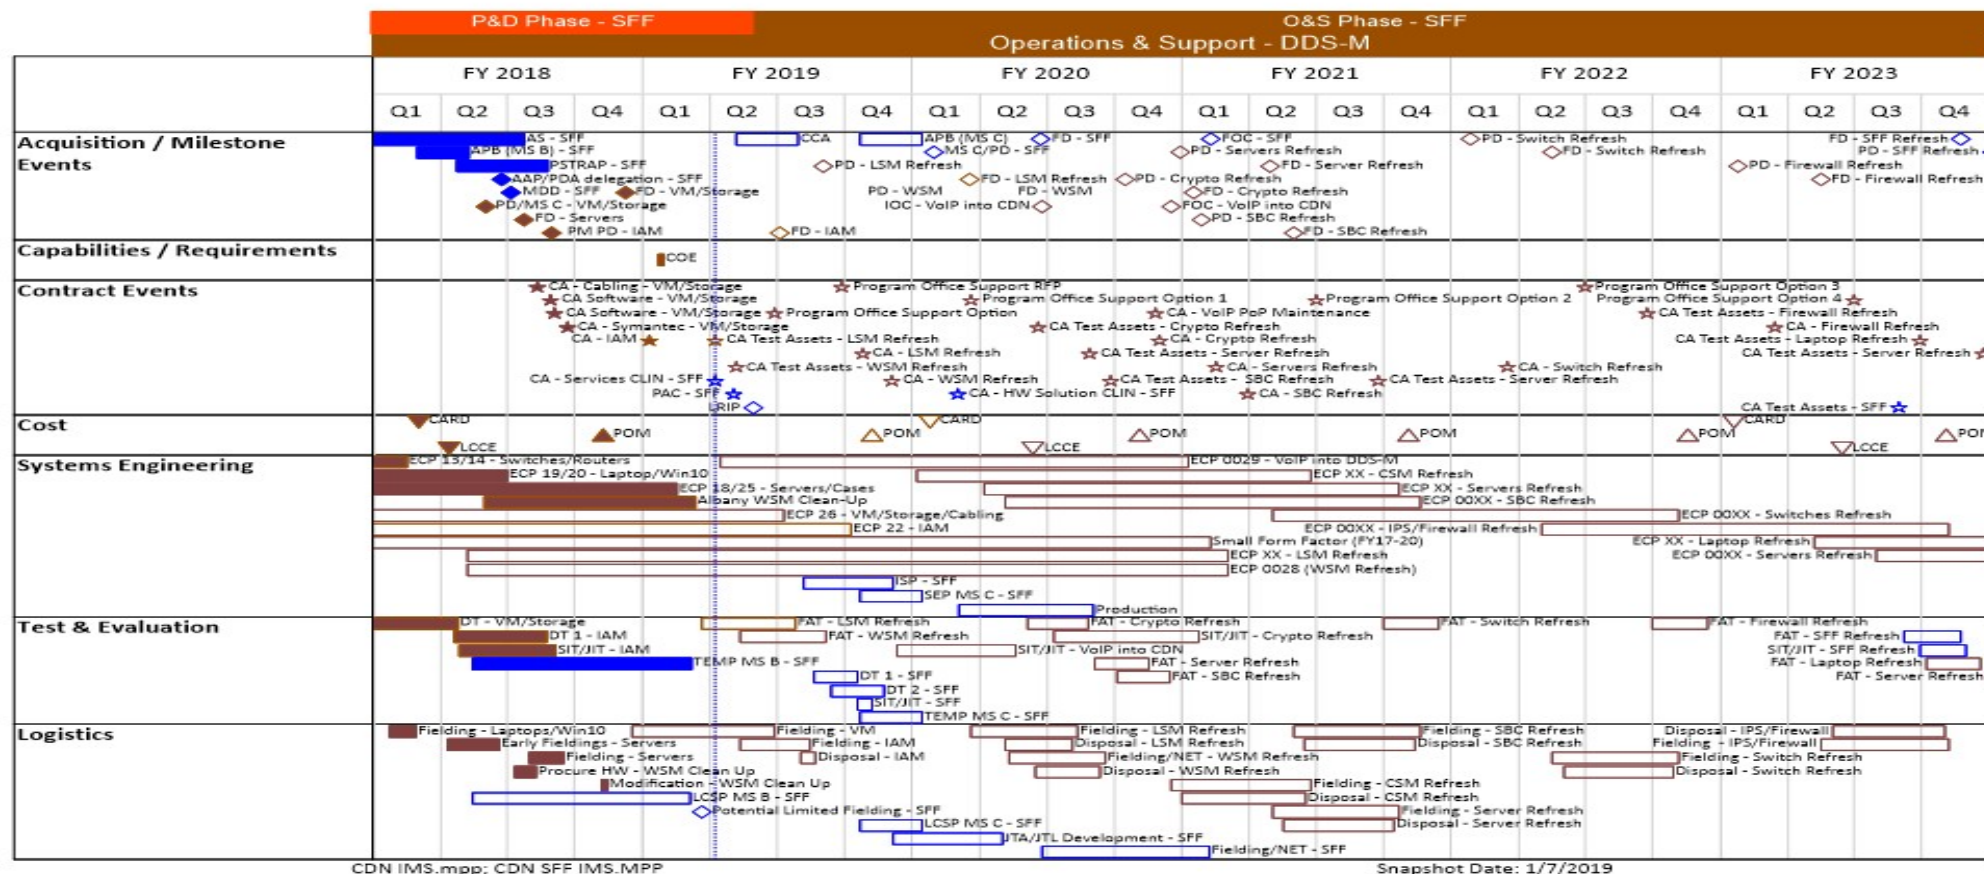 P&D Phase - SFF
O&S Phase - SFF
Operations & Support - DDS-M
FY 2018 FY 2019 FY 2020 FY 2021 FY 2022 FY 2023
Q1 Q2 Q3 Q4 Q1 Q2 Q3 Q4 Q1 Q2 Q3 Q4 Q1 Q2 Q3 Q4 Q1 Q2 Q3 Q4 Q1 Q2 Q3 Q4
Acquisition / Milestone
Events
AS - SFF CCA APB (MS C) FD - SFF FOC - SFF PD - Switch Refresh FD - SFF Refresh
APB (MS B) - SFF MS C/PD - SFF PD - Servers Refresh FD - Switch Refresh PD - SFF Refresh
PSTRAP - SFF PD - LSM Refresh FD - Server Refresh PD - Firewall Refresh
AAP/PDA delegation - SFF FD - LSM Refresh PD - Crypto Refresh FD - Firewall Refresh
MDD - SFF FD - VM/Storage PD - WSM FD - WSM FD - Crypto Refresh
PD/MS C - VM/Storage IOC - VoIP into CDN FOC - VoIP into CDN
FD - Servers PD - SBC Refresh
PM PD - IAM FD - IAM FD - SBC Refresh
Capabilities / Requirements
COE
Contract Events
CA - Cabling - VM/Storage Program Office Support RFP Program Office Support Option 3
CA Software - VM/Storage Program Office Support Option 1 Program Office Support Option 2 Program Office Support Option 4
CA Software - VM/Storage Program Office Support Option CA - VoIP PoP Maintenance CA Test Assets - Firewall Refresh
CA - Symantec - VM/Storage CA Test Assets - Crypto Refresh CA - Firewall Refresh
CA - IAM CA Test Assets - LSM Refresh CA - Crypto Refresh CA Test Assets - Laptop Refresh
CA - LSM Refresh CA Test Assets - Server Refresh CA Test Assets - Server Refresh
CA Test Assets - WSM Refresh CA - Servers Refresh CA - Switch Refresh
CA - Services CLIN - SFF CA - WSM Refresh CA Test Assets - SBC Refresh CA Test Assets - Server Refresh
PAC - SFF CA - HW Solution CLIN - SFF CA - SBC Refresh
LRIP CA Test Assets - SFF
Cost
CARD CARD CARD
POM POM POM POM POM
LCCE LCCE LCCE
Systems Engineering
ECP 13/14 - Switches/Routers ECP 0029 - VoIP into DDS-M
ECP 19/20 - Laptop/Win10 ECP XX - CSM Refresh
ECP 18/25 - Servers/Cases ECP XX - Servers Refresh
Albany WSM Clean-Up ECP 00XX - SBC Refresh
ECP 26 - VM/Storage/Cabling ECP 00XX - Switches Refresh
ECP 22 - IAM ECP 00XX - IPS/Firewall Refresh
Small Form Factor (FY17-20) ECP XX - Laptop Refresh
ECP XX - LSM Refresh ECP 00XX - Servers Refresh
ECP 0028 (WSM Refresh)
ISP - SFF
SEP MS C - SFF
Production
Test & Evaluation
DT - VM/Storage FAT - LSM Refresh FAT - Crypto Refresh FAT - Switch Refresh FAT - Firewall Refresh
DT 1 - IAM FAT - WSM Refresh SIT/JIT - Crypto Refresh FAT - SFF Refresh
SIT/JIT - IAM SIT/JIT - VoIP into CDN SIT/JIT - SFF Refresh
TEMP MS B - SFF FAT - Server Refresh FAT - Laptop Refresh
DT 1 - SFF FAT - SBC Refresh FAT - Server Refresh
DT 2 - SFF
SIT/JIT - SFF
TEMP MS C - SFF
Logistics
Fielding - Laptops/Win10 Fielding - VM Fielding - LSM Refresh Fielding - SBC Refresh Disposal - IPS/Firewall
Early Fieldings - Servers Fielding - IAM Disposal - LSM Refresh Disposal - SBC Refresh Fielding - IPS/Firewall
Fielding - Servers Disposal - IAM Fielding/NET - WSM Refresh Fielding - Switch Refresh
Procure HW - WSM Clean Up Disposal - WSM Refresh Disposal - Switch Refresh
Modification - WSM Clean Up Fielding - CSM Refresh
LCSP MS B - SFF Disposal - CSM Refresh
Potential Limited Fielding - SFF Fielding - Server Refresh
LCSP MS C - SFF Disposal - Server Refresh
JTA/JTL Development - SFF
Fielding/NET - SFF
CDN IMS.mpp; CDN SFF IMS.MPP Snapshot Date: 1/7/2019